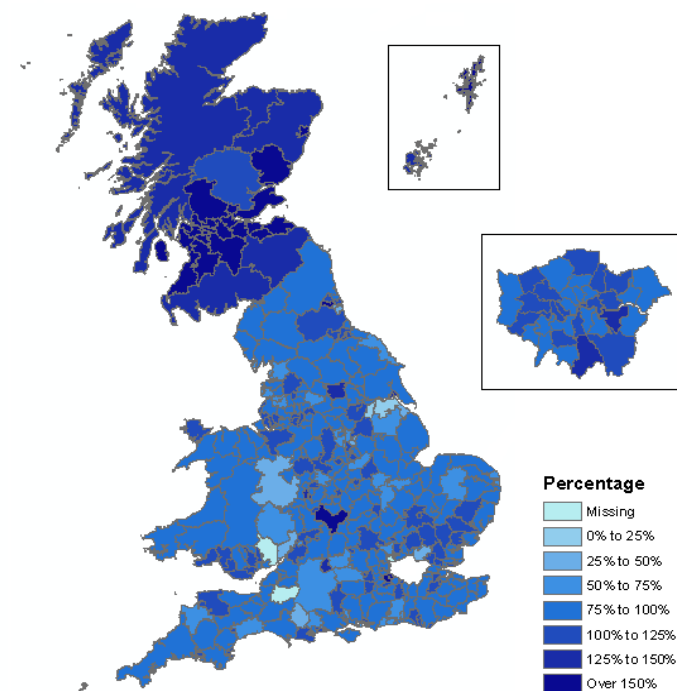 Percentage
Missing
0% to 25%
25% to 50%
50% to 75%
75% to 100%
100% to 125%
125% to 150%
Over 150%